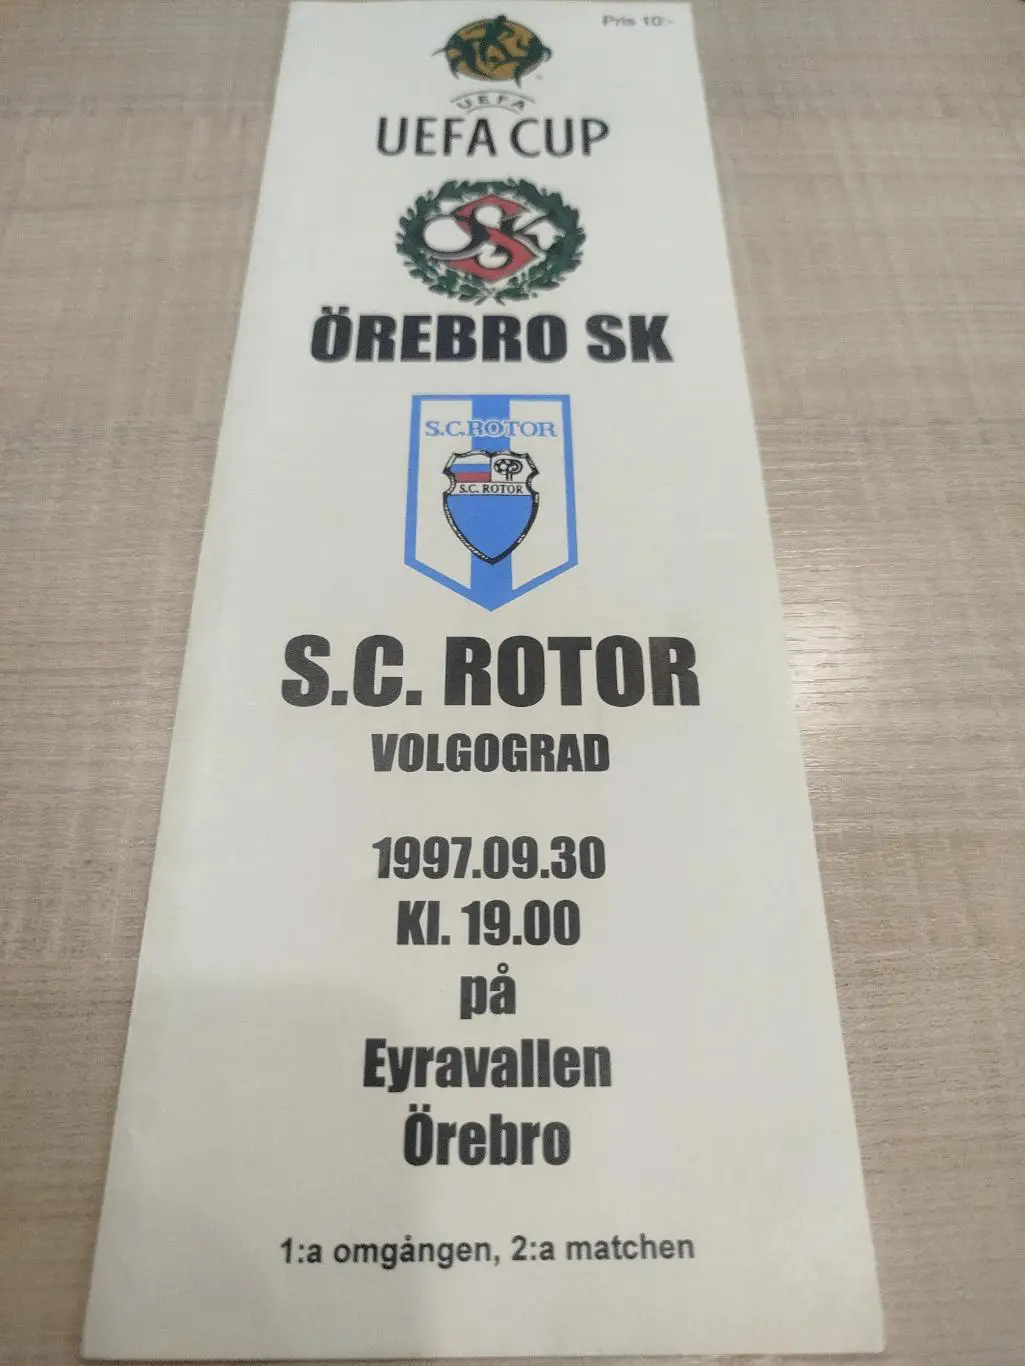 Pris 10:-
UEFA
UEFA CUP
ÖSK
ÖREBRO SK
S.C.ROTOR
S.C. ROTOR
S.C. ROTOR
VOLGOGRAD
1997.09.30
Kl. 19.00
på
Eyravallen
Örebro
1:a omgången, 2:a matchen